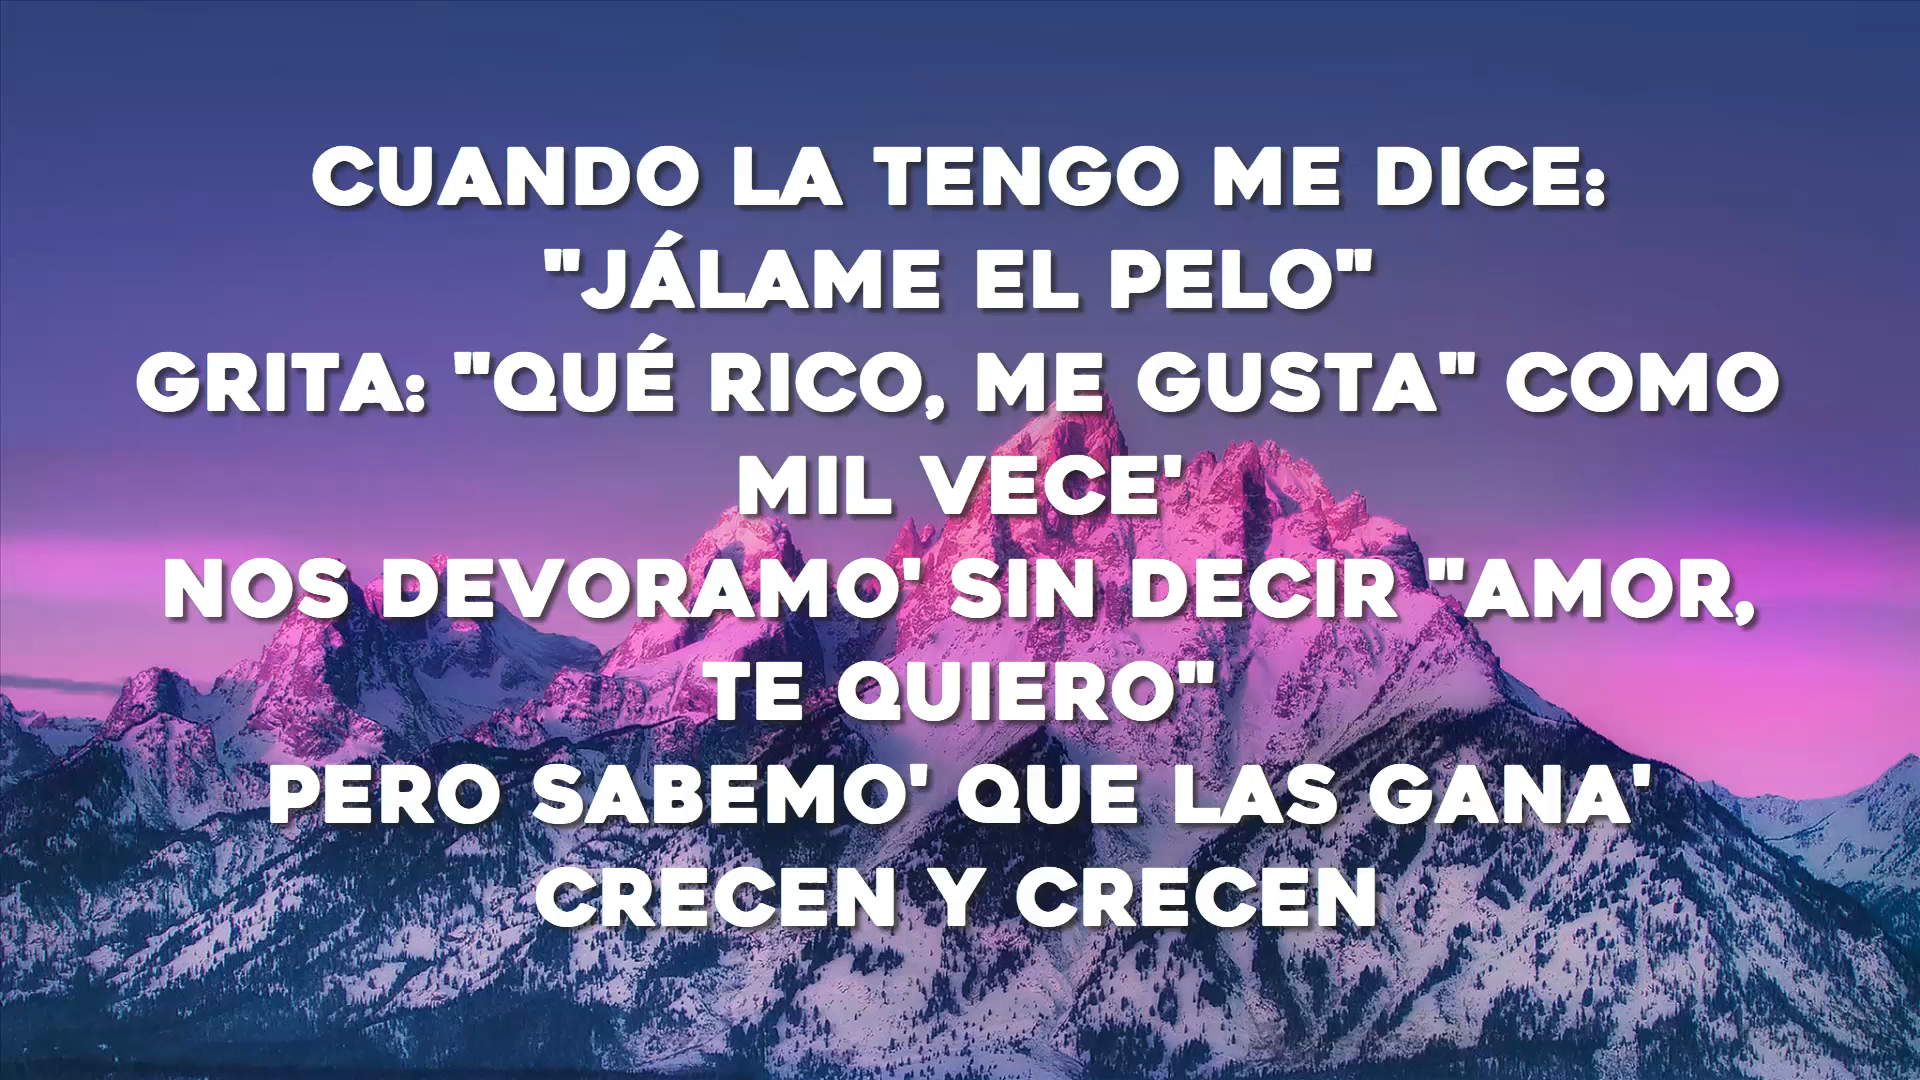 CUANDO LA TENGO ME DICE:
"JÁLAME EL PELO"
GRITA: "QUÉ RICO, ME GUSTA" COMO
MIL VECE'
NOS DEVORAMO' SIN DECIR "AMOR,
TE QUIERO"
PERO SABEMO' QUE LAS GANA'
CRECEN Y CRECEN